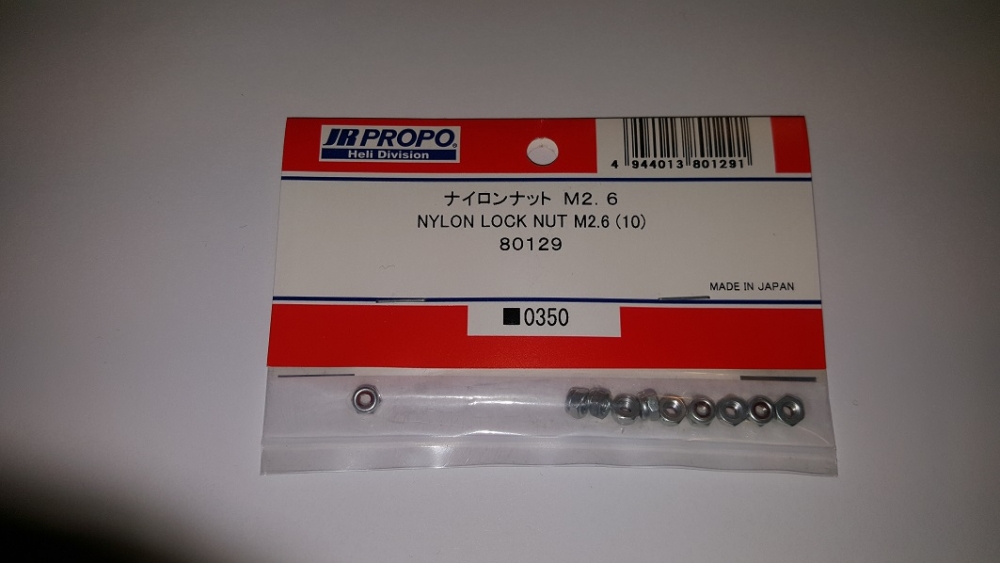 JR PROPO®
Heli Division
4 944013 801291
ナイロンナット M2.6
NYLON LOCK NUT M2.6 (10)
80129
MADE IN JAPAN
■0350